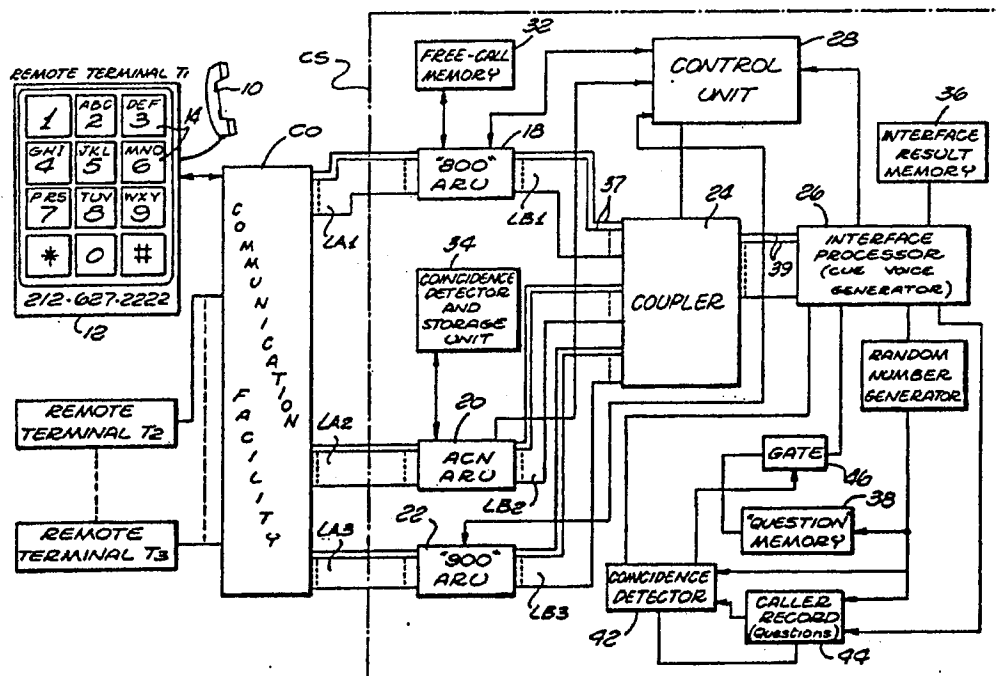 REMOTE TERMINAL T1
10
1
ABC
2
DEF
3
14
GHI
4
JKL
5
MNO
6
PRS
7
TUV
8
WXY
9
*
0
#
212-627-2222
12
REMOTE
TERMINAL T2
REMOTE
TERMINAL T3
CO
COMMUNICATION
FACILITY
CS
FREE-CALL
MEMORY
32
CONTROL
UNIT
28
"800"
ARU
18
LA1
LB1
37
24
COUPLER
39
26
INTERFACE
PROCESSOR
(CUE VOICE
GENERATOR)
36
INTERFACE
RESULT
MEMORY
34
COINCIDENCE
DETECTOR
AND
STORAGE
UNIT
RANDOM
NUMBER
GENERATOR
20
ACN
ARU
LA2
LB2
GATE
46
38
"QUESTION"
MEMORY
22
"900"
ARU
LA3
LB3
COINCIDENCE
DETECTOR
42
CALLER
RECORD
(Questions)
44